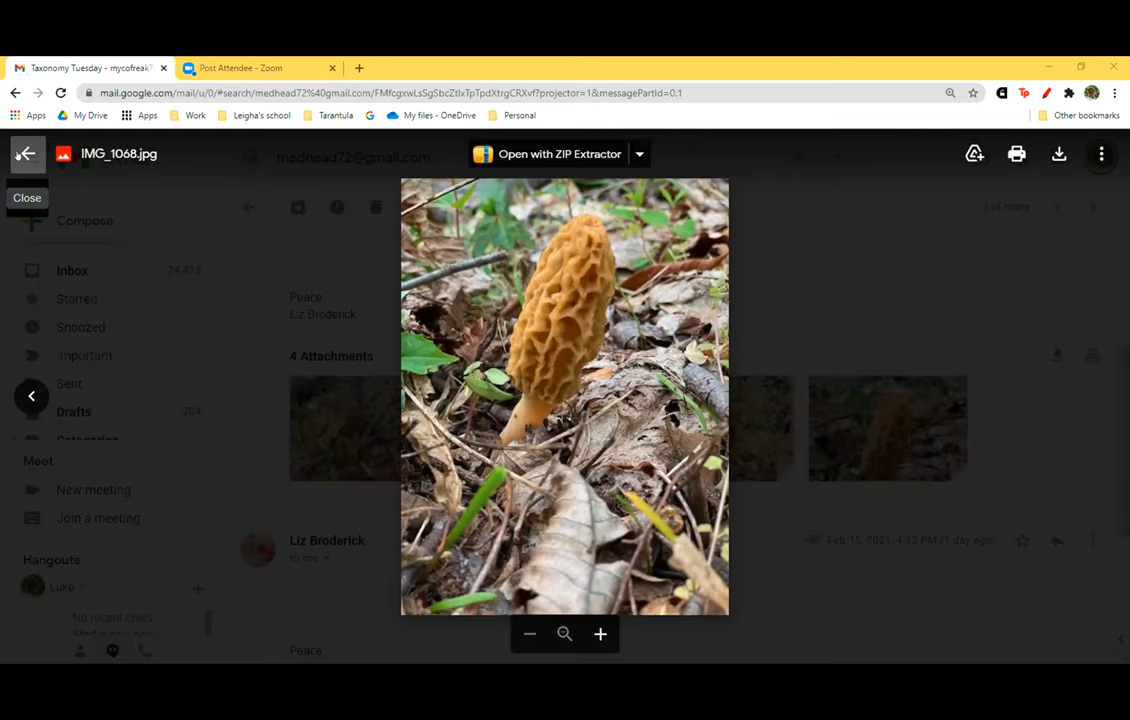 Taxonomy Tuesday - mycofreak
Post Attendee - Zoom
mail.google.com/mail/u/0/#search/medhead72%40gmail.com/FMfcgxwLsSgSbcZtlxTpTpdXtrgCRXvf?projector=1&messagePartId=0.1
Apps
My Drive
Apps
Work
Leigha's school
Tarantula
My files - OneDrive
Personal
Other bookmarks
IMG_1068.jpg
medhead72@gmail.com
Open with ZIP Extractor
Close
Compose
1 of many
Inbox 24,475
Starred
Snoozed
Important
Sent
Drafts 204
Categories
Meet
New meeting
Join a meeting
Hangouts
Luke
No recent chats
Peace,
Liz Broderick
4 Attachments
Liz Broderick
to me
Feb 15, 2021, 4:12 PM (1 day ago)
Peace,